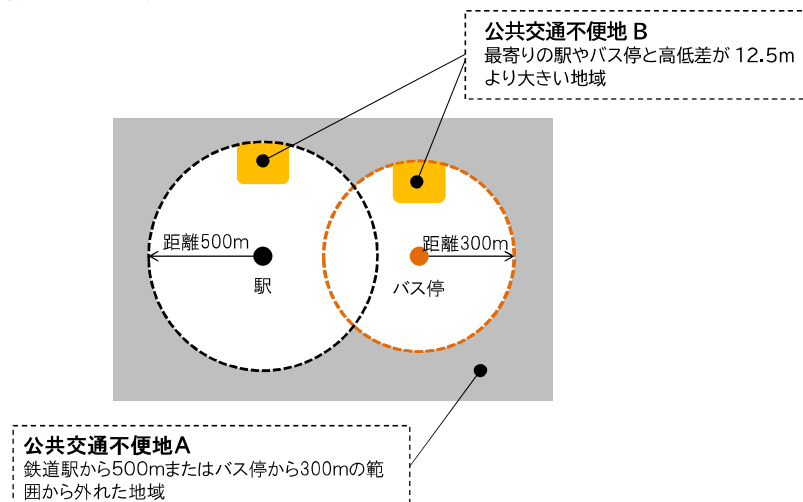 公共交通不便地 B
最寄りの駅やバス停と高低差が 12.5m
より大きい地域
距離500m
距離300m
駅
バス停
公共交通不便地A
鉄道駅から500mまたはバス停から300mの範
囲から外れた地域